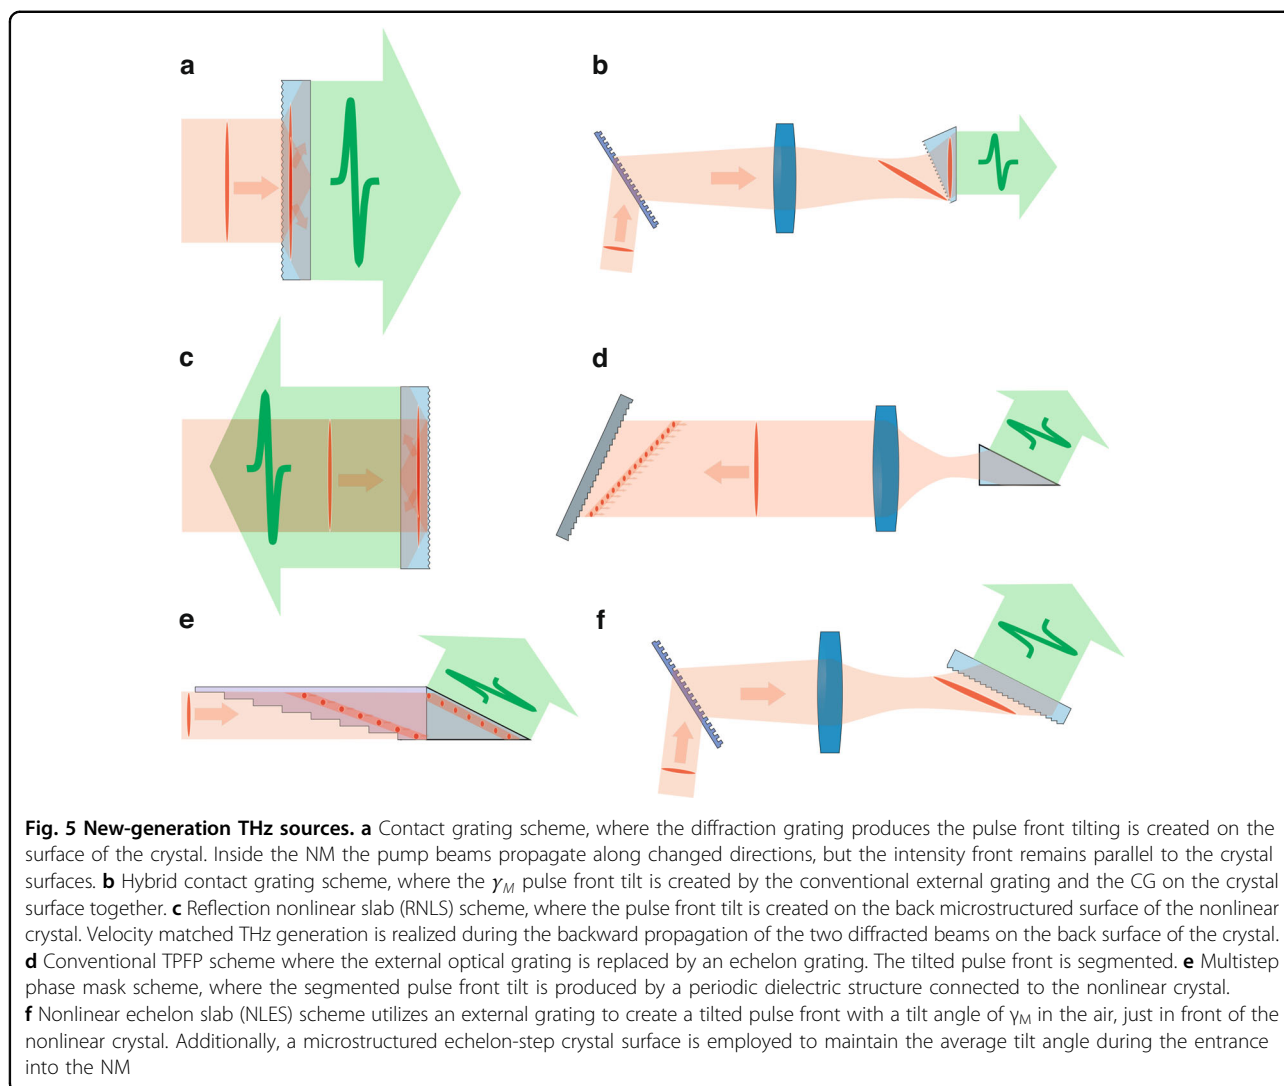 a
b
c
d
e
f
Fig. 5 New-generation THz sources. a Contact grating scheme, where the diffraction grating produces the pulse front tilting is created on the
surface of the crystal. Inside the NM the pump beams propagate along changed directions, but the intensity front remains parallel to the crystal
surfaces. b Hybrid contact grating scheme, where the γM pulse front tilt is created by the conventional external grating and the CG on the crystal
surface together. c Reflection nonlinear slab (RNLS) scheme, where the pulse front tilt is created on the back microstructured surface of the nonlinear
crystal. Velocity matched THz generation is realized during the backward propagation of the two diffracted beams on the back surface of the crystal.
d Conventional TPFP scheme where the external optical grating is replaced by an echelon grating. The tilted pulse front is segmented. e Multistep
phase mask scheme, where the segmented pulse front tilt is produced by a periodic dielectric structure connected to the nonlinear crystal.
f Nonlinear echelon slab (NLES) scheme utilizes an external grating to create a tilted pulse front with a tilt angle of γM in the air, just in front of the
nonlinear crystal. Additionally, a microstructured echelon-step crystal surface is employed to maintain the average tilt angle during the entrance
into the NM